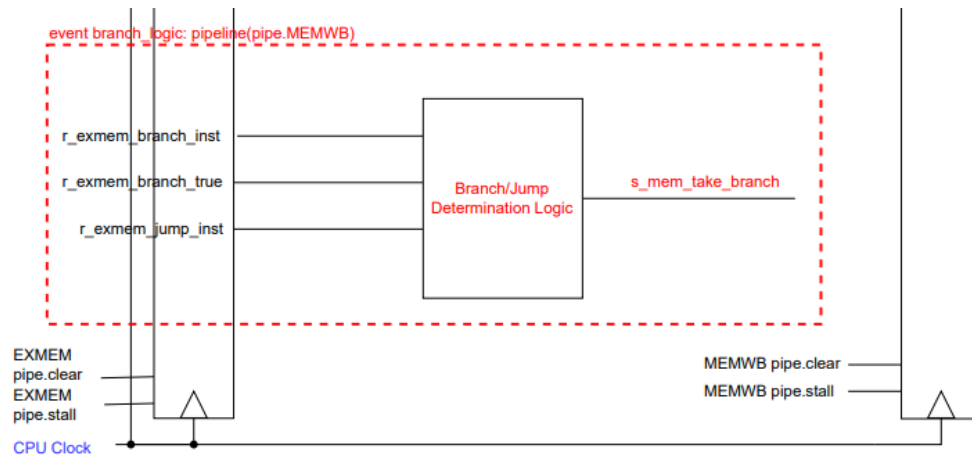 event branch_logic: pipeline(pipe.MEMWB)
r_exmem_branch_inst
r_exmem_branch_true
r_exmem_jump_inst
Branch/Jump
Determination Logic
s_mem_take_branch
EXMEM
pipe.clear
EXMEM
pipe.stall
CPU Clock
MEMWB pipe.clear
MEMWB pipe.stall